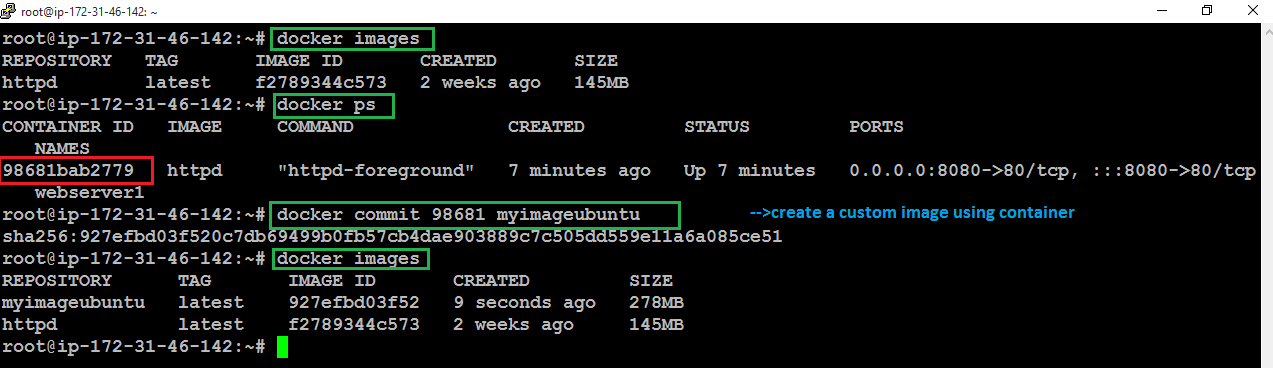 root@ip-172-31-46-142: ~
root@ip-172-31-46-142:~# docker images
REPOSITORY TAG IMAGE ID CREATED SIZE
httpd latest f2789344c573 2 weeks ago 145MB
root@ip-172-31-46-142:~# docker ps
CONTAINER ID IMAGE COMMAND CREATED STATUS PORTS
NAMES
98681bab2779 httpd "httpd-foreground" 7 minutes ago Up 7 minutes 0.0.0.0:8080->80/tcp, :::8080->80/tcp
webserver1
root@ip-172-31-46-142:~# docker commit 98681 myimageubuntu -->create a custom image using container
sha256:927efbd03f520c7db69499b0fb57cb4dae903889c7c505dd559e11a6a085ce51
root@ip-172-31-46-142:~# docker images
REPOSITORY TAG IMAGE ID CREATED SIZE
myimageubuntu latest 927efbd03f52 9 seconds ago 278MB
httpd latest f2789344c573 2 weeks ago 145MB
root@ip-172-31-46-142:~#